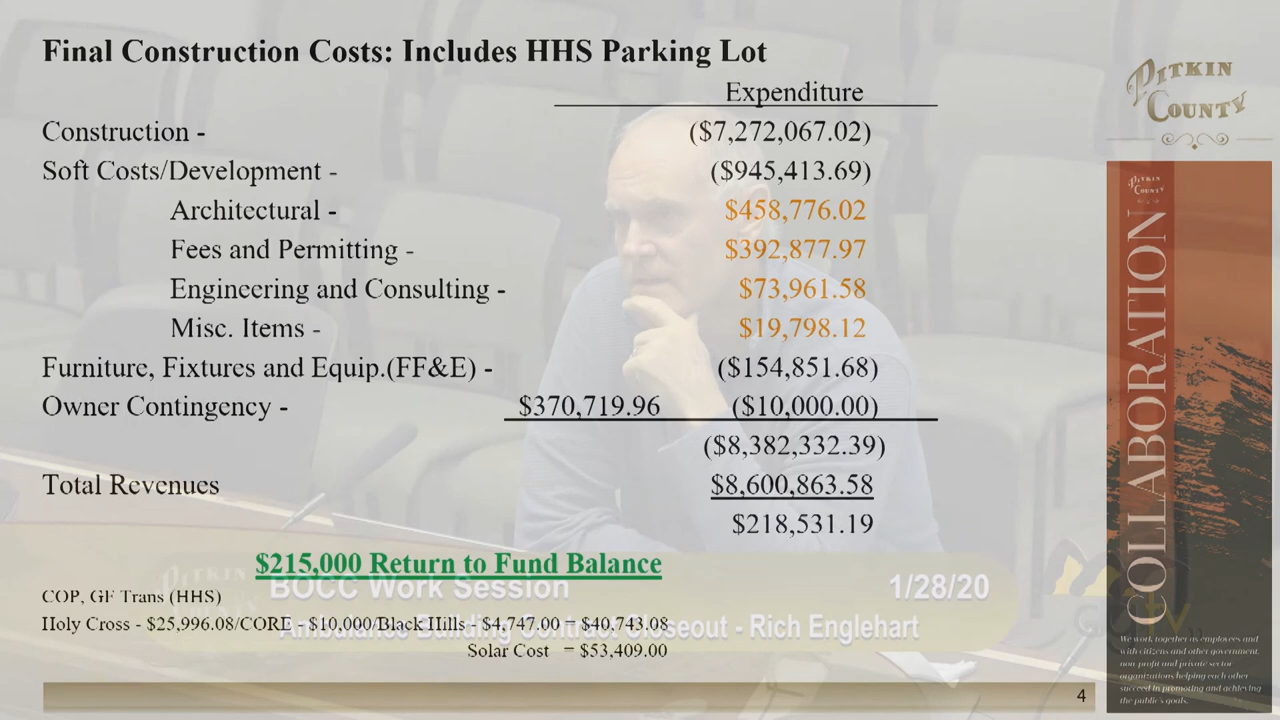 Final Construction Costs: Includes HHS Parking Lot
Expenditure
Construction - ($7,272,067.02)
Soft Costs/Development - ($945,413.69)
Architectural - $458,776.02
Fees and Permitting - $392,877.97
Engineering and Consulting - $73,961.58
Misc. Items - $19,798.12
Furniture, Fixtures and Equip.(FF&E) - ($154,851.68)
Owner Contingency - $370,719.96 ($10,000.00)
($8,382,332.39)
Total Revenues $8,600,863.58
$218,531.19
$215,000 Return to Fund Balance
COP, GF Trans (HHS)
Holy Cross - $25,996.08/CORE - $10,000/Black Hills - $4,747.00 = $40,743.08
Solar Cost = $53,409.00
4
PITKIN
COUNTY
PITKIN
COUNTY
COLLABORATION
We work together as employees and
with citizens and other government,
non-profit and private sector
organizations helping each other
succeed in promoting and achieving
the public's goals.
PITKIN
BOCC Work Session 1/28/20
Ambulance Building Contract Closeout - Rich Englehart
tv